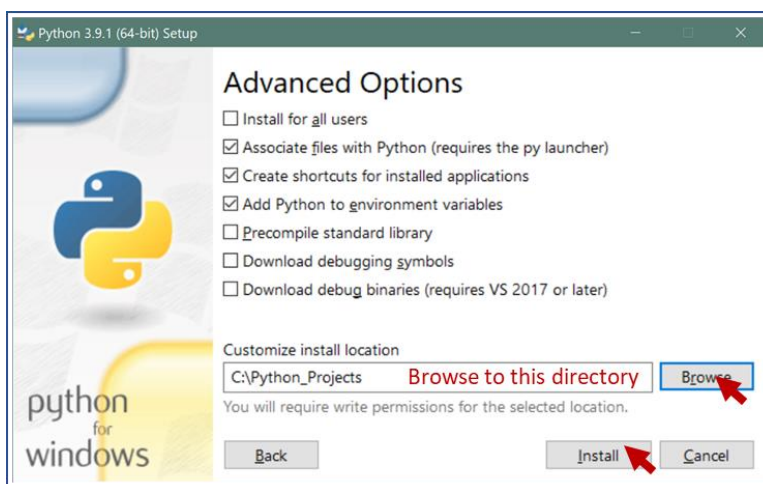 Python 3.9.1 (64-bit) Setup
Advanced Options
Install for all users
Associate files with Python (requires the py launcher)
Create shortcuts for installed applications
Add Python to environment variables
Precompile standard library
Download debugging symbols
Download debug binaries (requires VS 2017 or later)
Customize install location
C:\Python_Projects Browse to this directory Browse
You will require write permissions for the selected location.
python
for
windows
Back Install Cancel